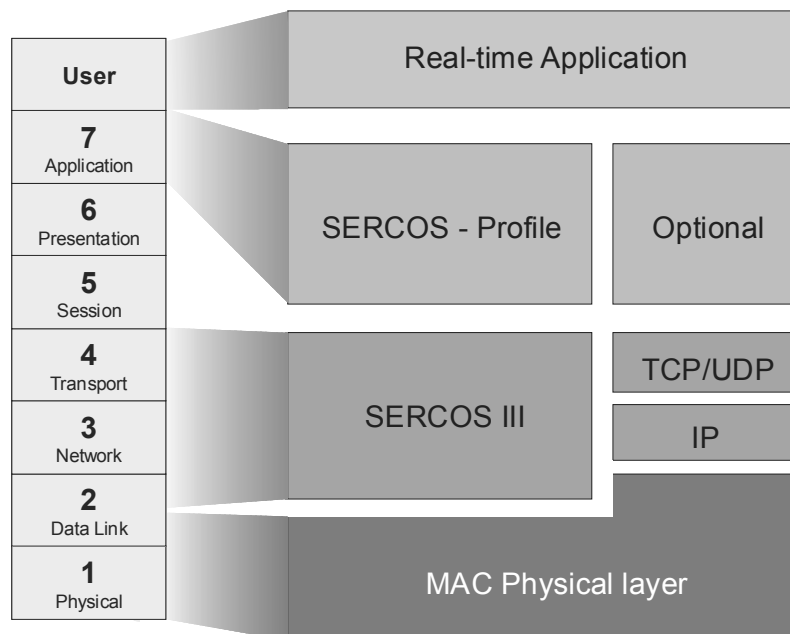 User
7
Application
6
Presentation
5
Session
4
Transport
3
Network
2
Data Link
1
Physical
Real-time Application
SERCOS - Profile
Optional
SERCOS III
TCP/UDP
IP
MAC Physical layer